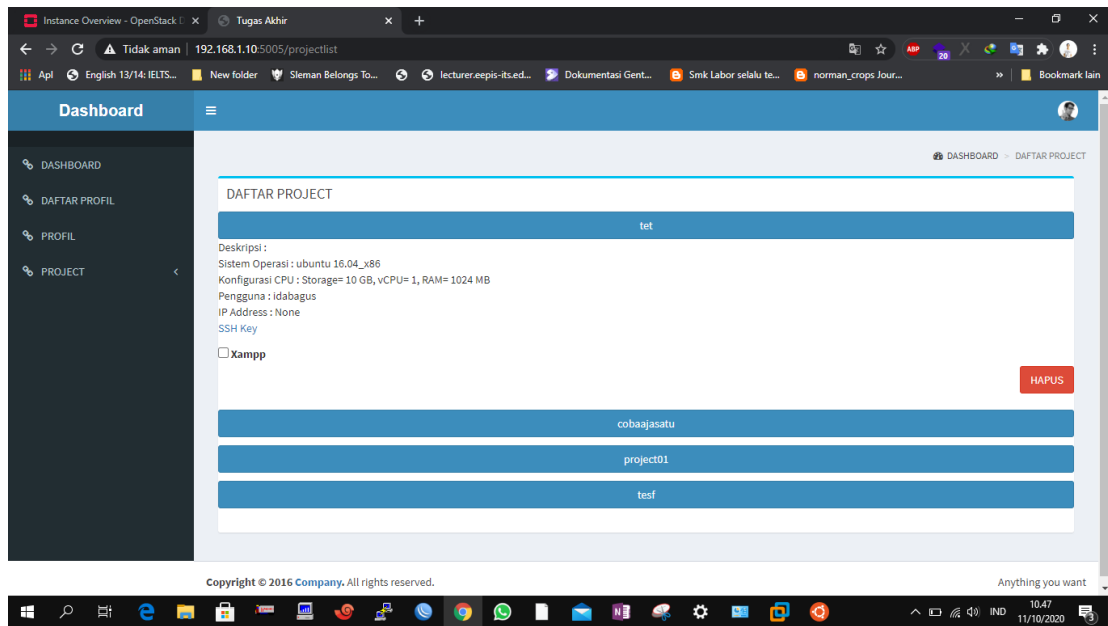 Instance Overview - OpenStack D
Tugas Akhir
Tidak aman
192.168.1.10:5005/projectlist
ABP
20
Apl
English 13/14: IELTS...
New folder
Sleman Belongs To...
lecturer.eepis-its.ed...
Dokumentasi Gent...
Smk Labor selalu te...
norman_crops Jour...
»
Bookmark lain
Dashboard
DASHBOARD > DAFTAR PROJECT
DASHBOARD
DAFTAR PROFIL
PROFIL
PROJECT
DAFTAR PROJECT
tet
Deskripsi :
Sistem Operasi : ubuntu 16.04_x86
Konfigurasi CPU : Storage= 10 GB, vCPU= 1, RAM= 1024 MB
Pengguna : idabagus
IP Address : None
SSH Key
Xampp
HAPUS
cobaajasatu
project01
tesf
Copyright © 2016 Company. All rights reserved.
Anything you want
IND
10.47
11/10/2020
3